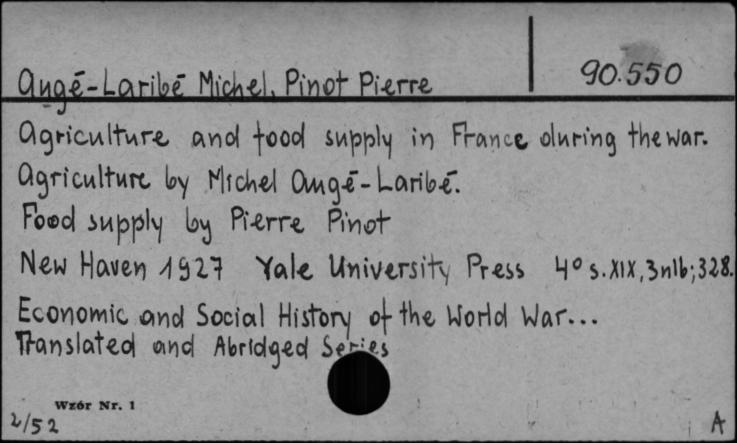 Augé-Laribé Michel, Pinot Pierre
90.550
Agriculture and food supply in France during the war.
Agriculture by Michel Augé-Laribé.
Food supply by Pierre Pinot
New Haven 1927 Yale University Press 4° s.XIX,3nlb;328.
Economic and Social History of the World War...
Translated and Abridged Series
Wzór Nr. 1
2/52
A